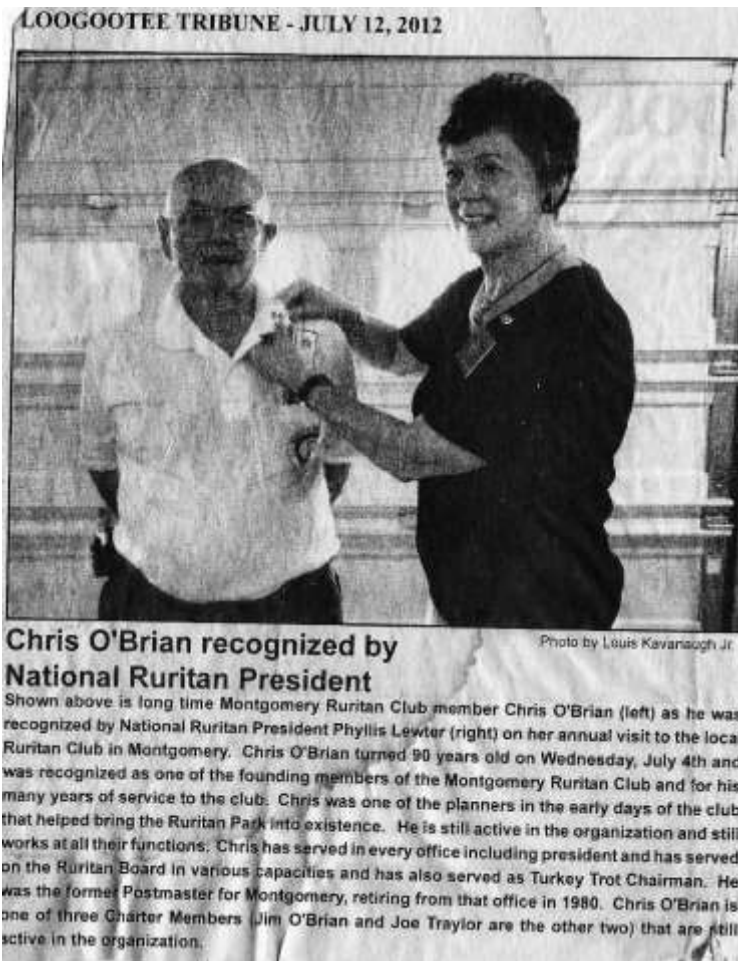 LOOGOOTEE TRIBUNE - JULY 12, 2012
Chris O'Brian recognized by
National Ruritan President
Photo by Louis Kavanaugh Jr.
Shown above is long time Montgomery Ruritan Club member Chris O'Brian (left) as he was
recognized by National Ruritan President Phyllis Lewter (right) on her annual visit to the loca
Ruritan Club in Montgomery. Chris O'Brian turned 90 years old on Wednesday, July 4th and
was recognized as one of the founding members of the Montgomery Ruritan Club and for his
many years of service to the club. Chris was one of the planners in the early days of the club
that helped bring the Ruritan Park into existence. He is still active in the organization and still
works at all their functions. Chris has served in every office including president and has served
on the Ruritan Board in various capacities and has also served as Turkey Trot Chairman. He
was the former Postmaster for Montgomery, retiring from that office in 1980. Chris O'Brian is
one of three Charter Members (Jim O'Brian and Joe Traylor are the other two) that are still
active in the organization.